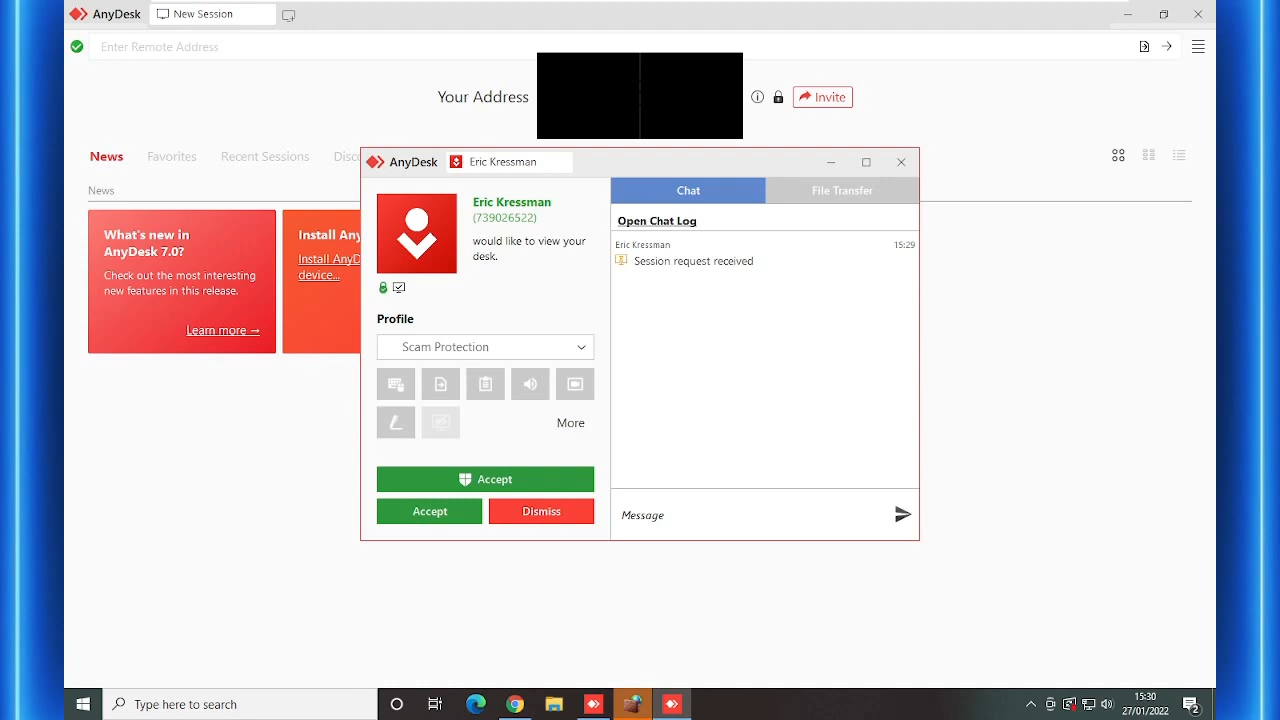 AnyDesk
New Session
Enter Remote Address
Your Address
Invite
News
Favorites
Recent Sessions
Disco
News
What's new in
AnyDesk 7.0?
Check out the most interesting
new features in this release.
Learn more →
Install Any
Install AnyD
device...
AnyDesk
Eric Kressman
Eric Kressman
(739026522)
would like to view your
desk.
Profile
Scam Protection
More
Accept
Accept
Dismiss
Chat
File Transfer
Open Chat Log
Eric Kressman
15:29
Session request received
Message
Type here to search
15:30
27/01/2022
2